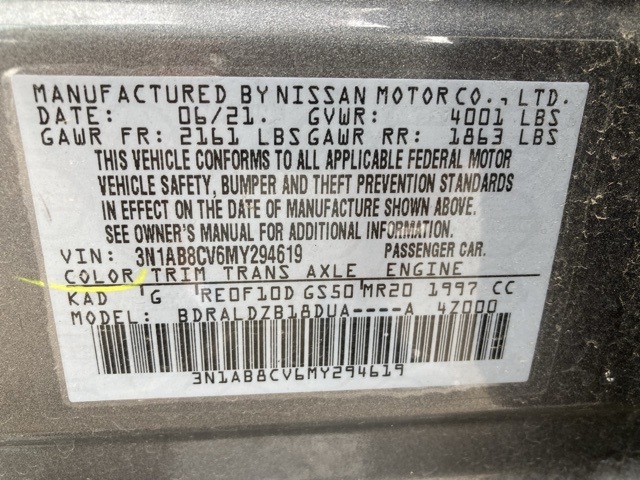 MANUFACTURED BY NISSAN MOTOR CO., LTD.
DATE: 06/21. GVWR: 4001 LBS
GAWR FR: 2161 LBS GAWR RR: 1863 LBS
THIS VEHICLE CONFORMS TO ALL APPLICABLE FEDERAL MOTOR
VEHICLE SAFETY, BUMPER AND THEFT PREVENTION STANDARDS
IN EFFECT ON THE DATE OF MANUFACTURE SHOWN ABOVE.
SEE OWNER'S MANUAL FOR ADDITIONAL INFORMATION.
VIN: 3N1AB8CV6MY294619 PASSENGER CAR.
COLOR TRIM TRANS AXLE ENGINE
KAD G RE0F10D GS50 MR20 1997 CC
MODEL: BDRALDZB18DUA----A 4Z000
3N1AB8CV6MY294619